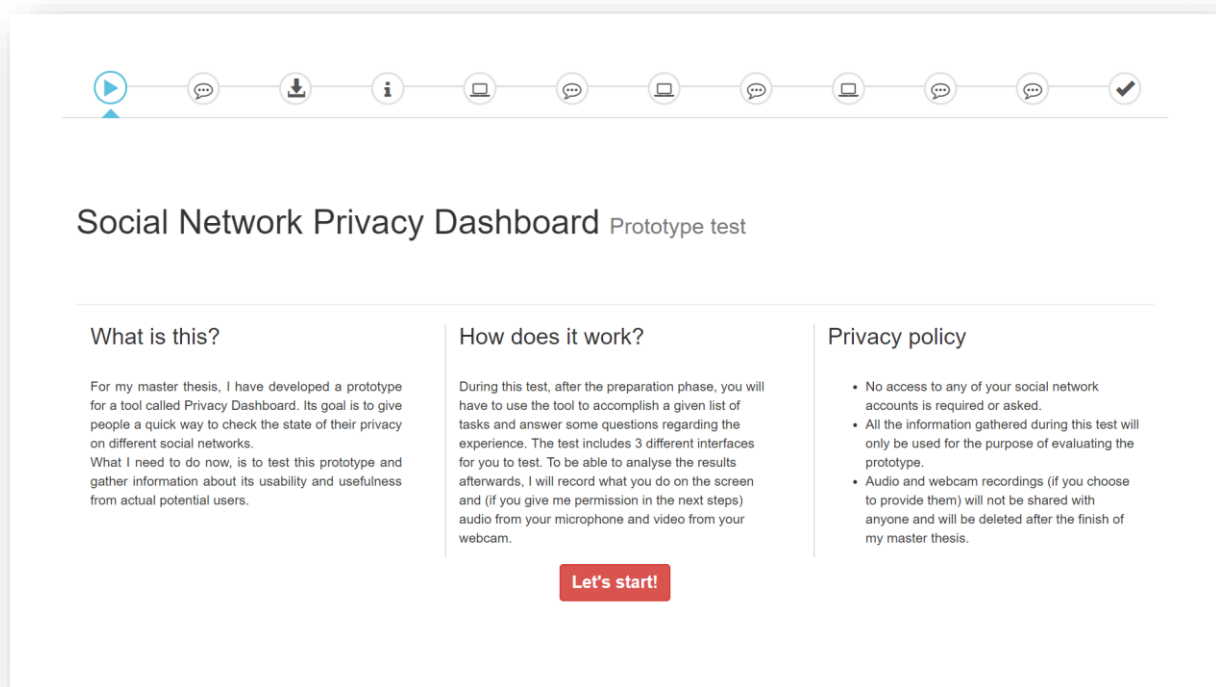 Social Network Privacy Dashboard Prototype test
What is this?
For my master thesis, I have developed a prototype
for a tool called Privacy Dashboard. Its goal is to give
people a quick way to check the state of their privacy
on different social networks.
What I need to do now, is to test this prototype and
gather information about its usability and usefulness
from actual potential users.
How does it work?
During this test, after the preparation phase, you will
have to use the tool to accomplish a given list of
tasks and answer some questions regarding the
experience. The test includes 3 different interfaces
for you to test. To be able to analyse the results
afterwards, I will record what you do on the screen
and (if you give me permission in the next steps)
audio from your microphone and video from your
webcam.
Privacy policy
• No access to any of your social network
accounts is required or asked.
• All the information gathered during this test will
only be used for the purpose of evaluating the
prototype.
• Audio and webcam recordings (if you choose
to provide them) will not be shared with
anyone and will be deleted after the finish of
my master thesis.
Let's start!